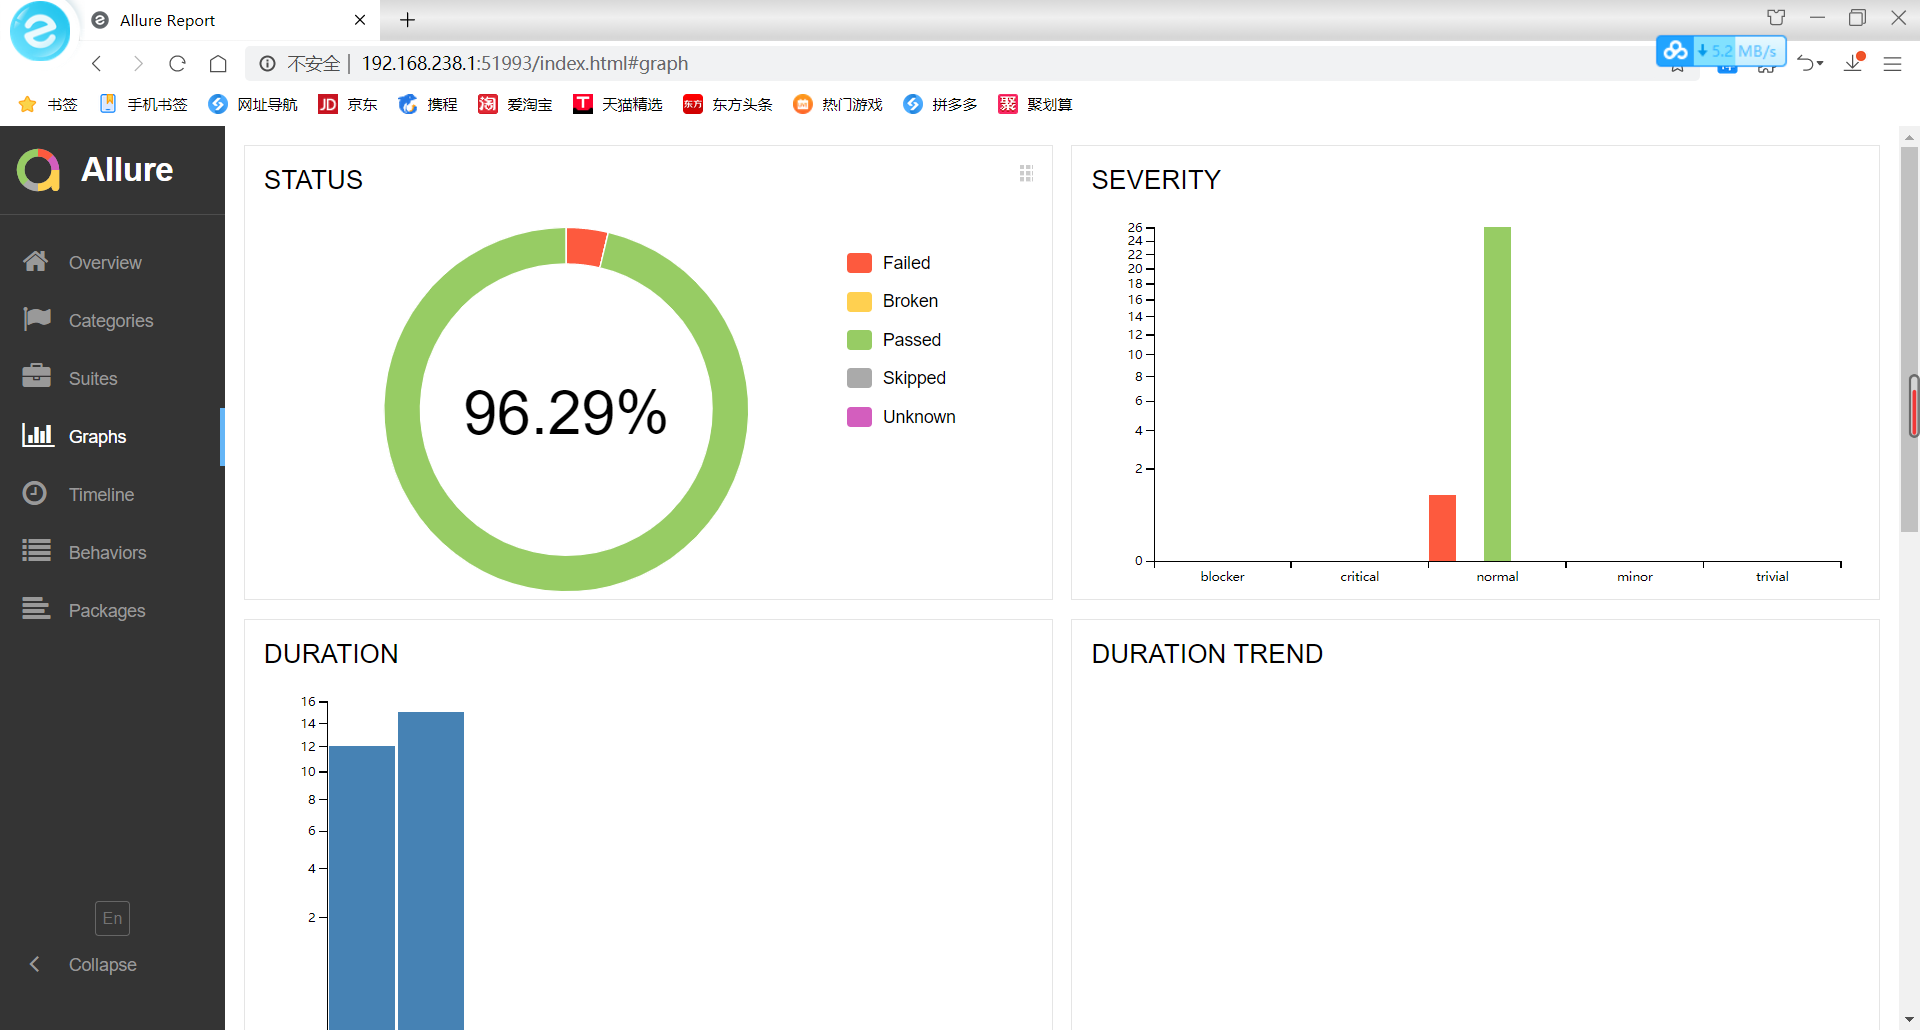 Allure Report
不安全 | 192.168.238.1:51993/index.html#graph
5.2 MB/s
书签 手机书签 网址导航 JD 京东 携程 淘 爱淘宝 T 天猫精选 东方 东方头条 热门游戏 拼多多 聚 聚划算
Allure
Overview
Categories
Suites
Graphs
Timeline
Behaviors
Packages
En
Collapse
STATUS
96.29%
Failed
Broken
Passed
Skipped
Unknown
SEVERITY
26
24
22
20
18
16
14
12
10
8
6
4
2
0
blocker critical normal minor trivial
DURATION
16
14
12
10
8
6
4
2
DURATION TREND